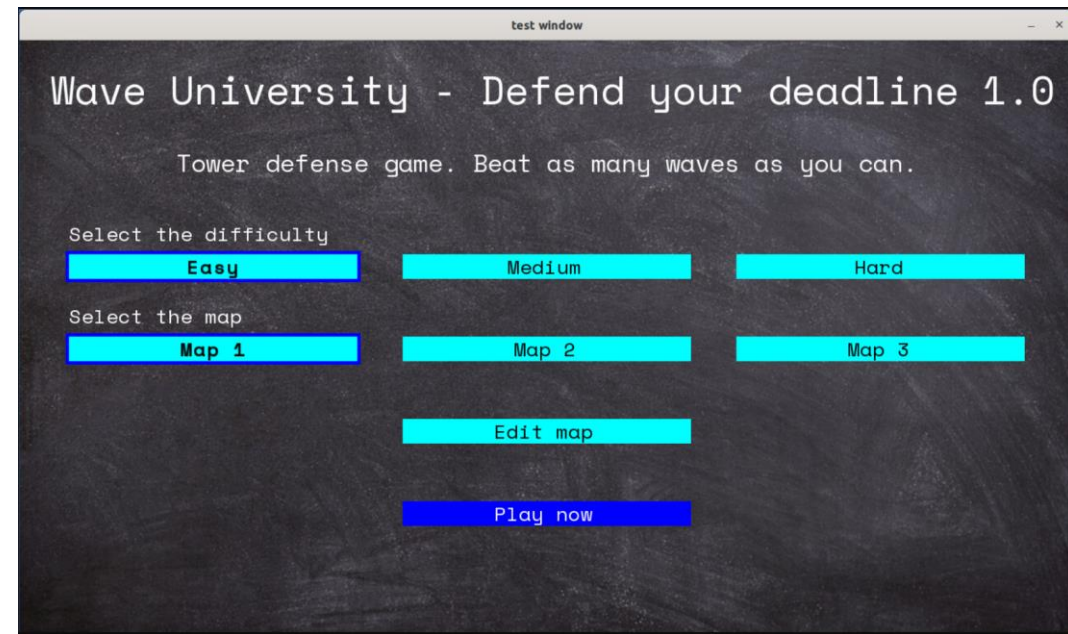 test window
Wave University - Defend your deadline 1.0
Tower defense game. Beat as many waves as you can.
Select the difficulty
Easy Medium Hard
Select the map
Map 1 Map 2 Map 3
Edit map
Play now